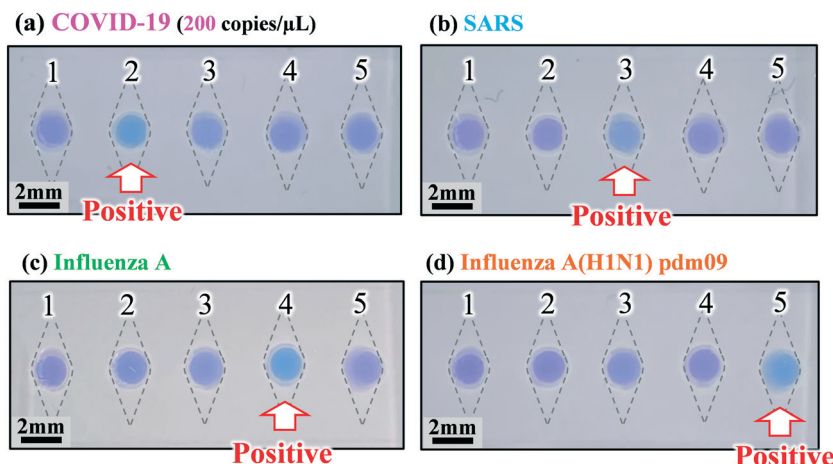 (a) COVID-19 (200 copies/μL)
1 2 3 4 5
2mm
Positive
(b) SARS
1 2 3 4 5
2mm
Positive
(c) Influenza A
1 2 3 4 5
2mm
Positive
(d) Influenza A(H1N1) pdm09
1 2 3 4 5
2mm
Positive